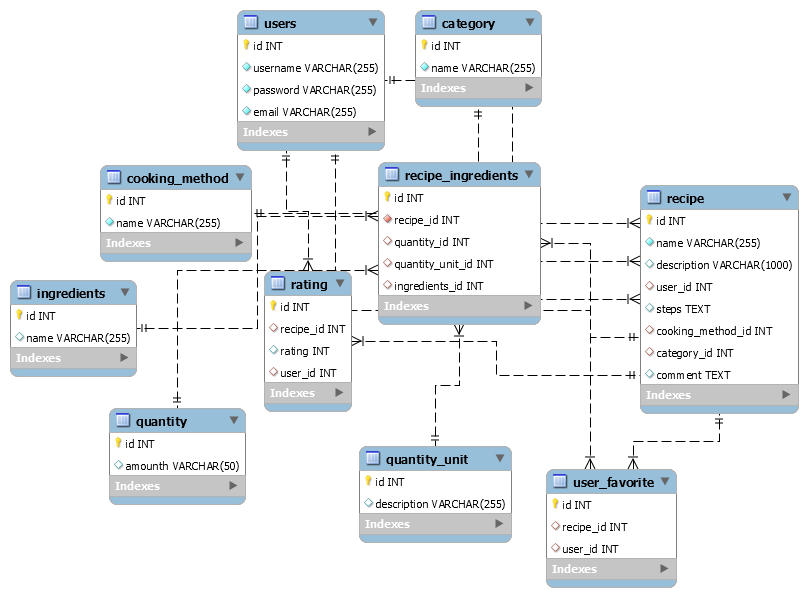 users
id INT
username VARCHAR(255)
password VARCHAR(255)
email VARCHAR(255)
Indexes
category
id INT
name VARCHAR(255)
Indexes
cooking_method
id INT
name VARCHAR(255)
Indexes
recipe_ingredients
id INT
recipe_id INT
quantity_id INT
quantity_unit_id INT
ingredients_id INT
Indexes
recipe
id INT
name VARCHAR(255)
description VARCHAR(1000)
user_id INT
steps TEXT
cooking_method_id INT
category_id INT
comment TEXT
Indexes
ingredients
id INT
name VARCHAR(255)
Indexes
rating
id INT
recipe_id INT
rating INT
user_id INT
Indexes
quantity
id INT
amounth VARCHAR(50)
Indexes
quantity_unit
id INT
description VARCHAR(255)
Indexes
user_favorite
id INT
recipe_id INT
user_id INT
Indexes